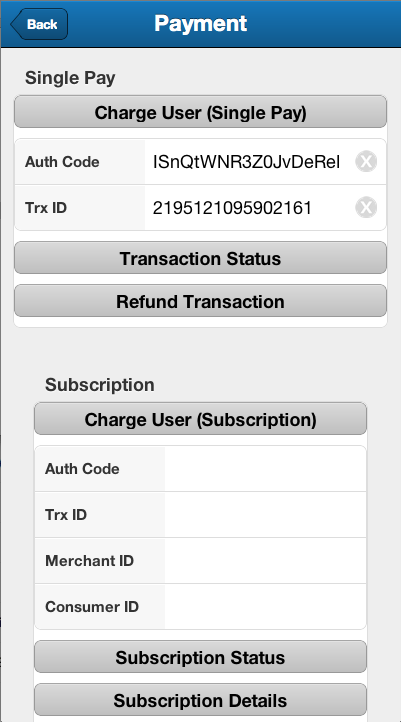 Back
Payment
Single Pay
Charge User (Single Pay)
Auth Code ISnQtWNR3Z0JvDeReI X
Trx ID 2195121095902161 X
Transaction Status
Refund Transaction
Subscription
Charge User (Subscription)
Auth Code
Trx ID
Merchant ID
Consumer ID
Subscription Status
Subscription Details